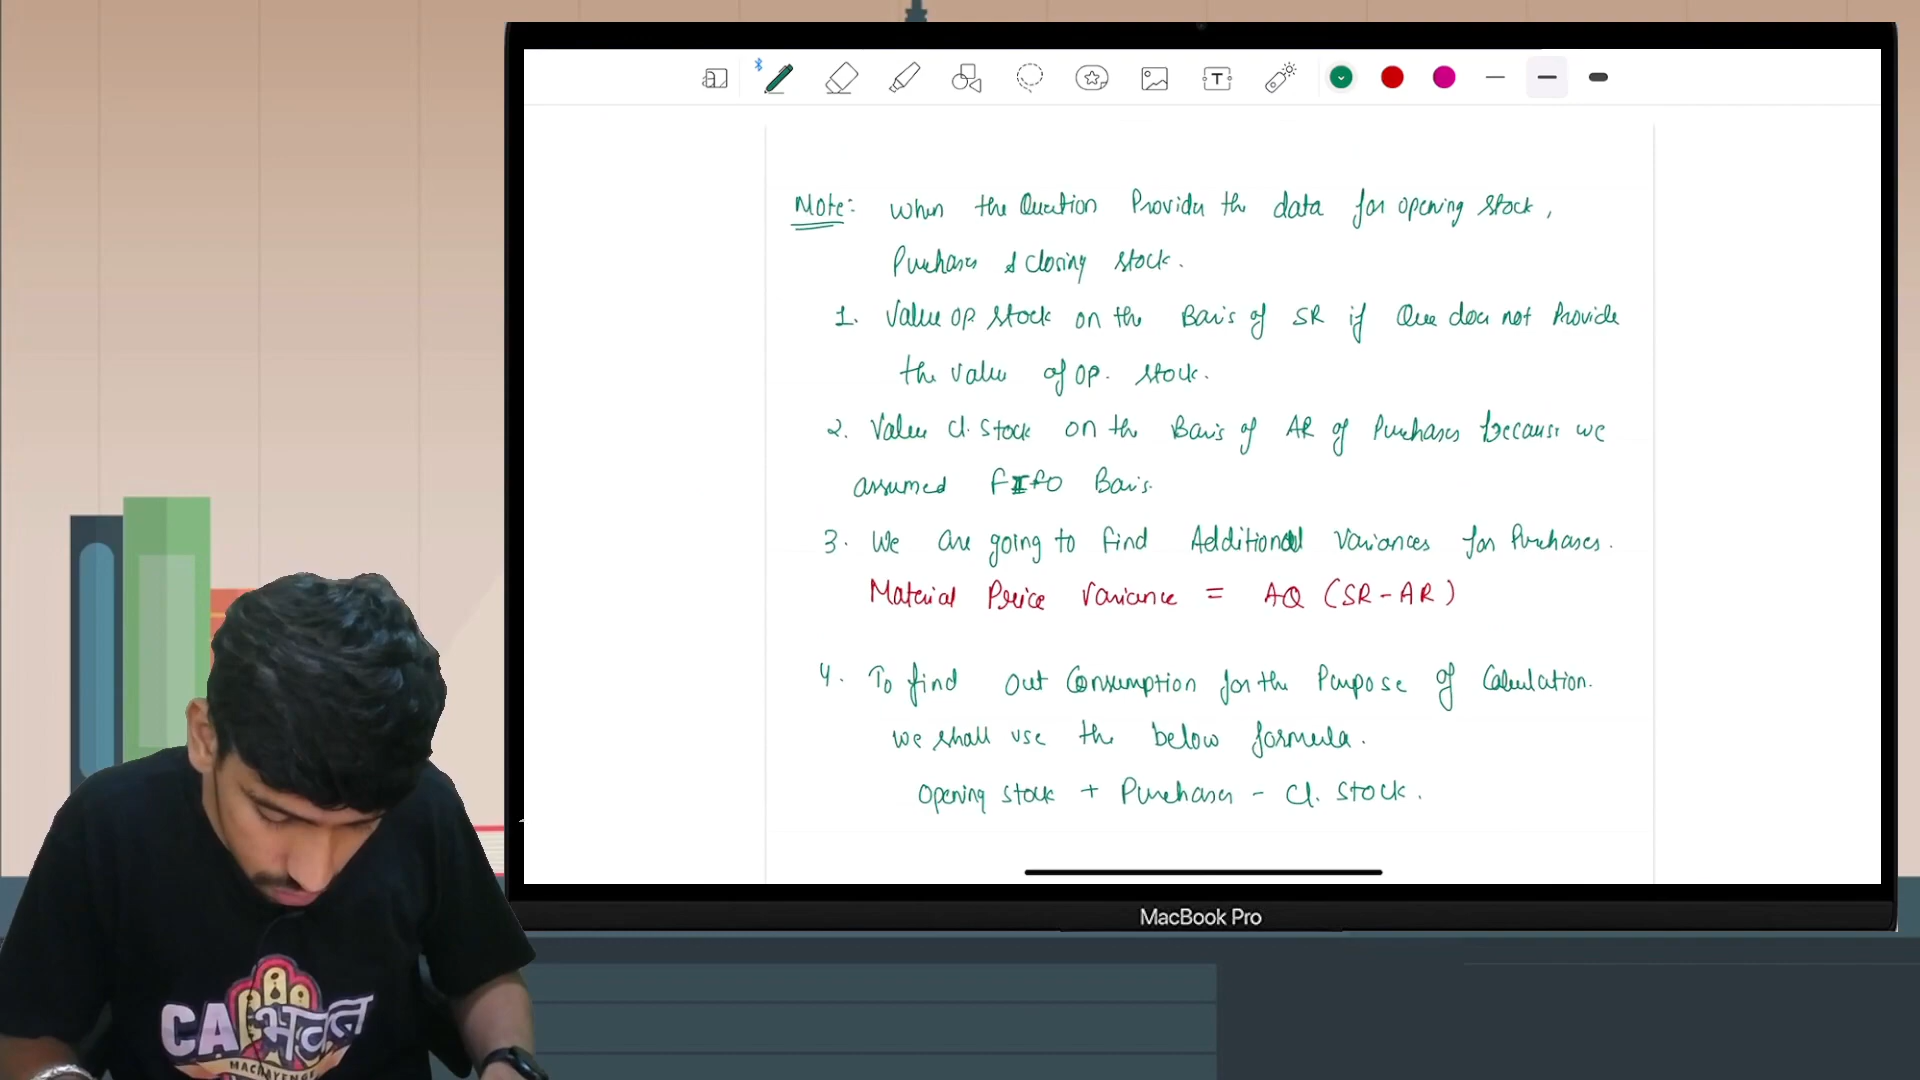 Note: When the Question Provides the data for opening stock,
Purchases & closing stock.
1. Value op stock on the Basis of SR if Que does not Provide
the value of op. stock.
2. Value cl. stock on the Basis of AR of Purchases because we
assumed FIFO Basis.
3. We are going to find Additional Variances for Purchases.
Material Price Variance = AQ (SR-AR)
4. To find out Consumption for the Purpose of Calculation.
we shall use the below formula.
opening stock + Purchases - cl. stock.
MacBook Pro
CA भक्त
MACHAYENGE